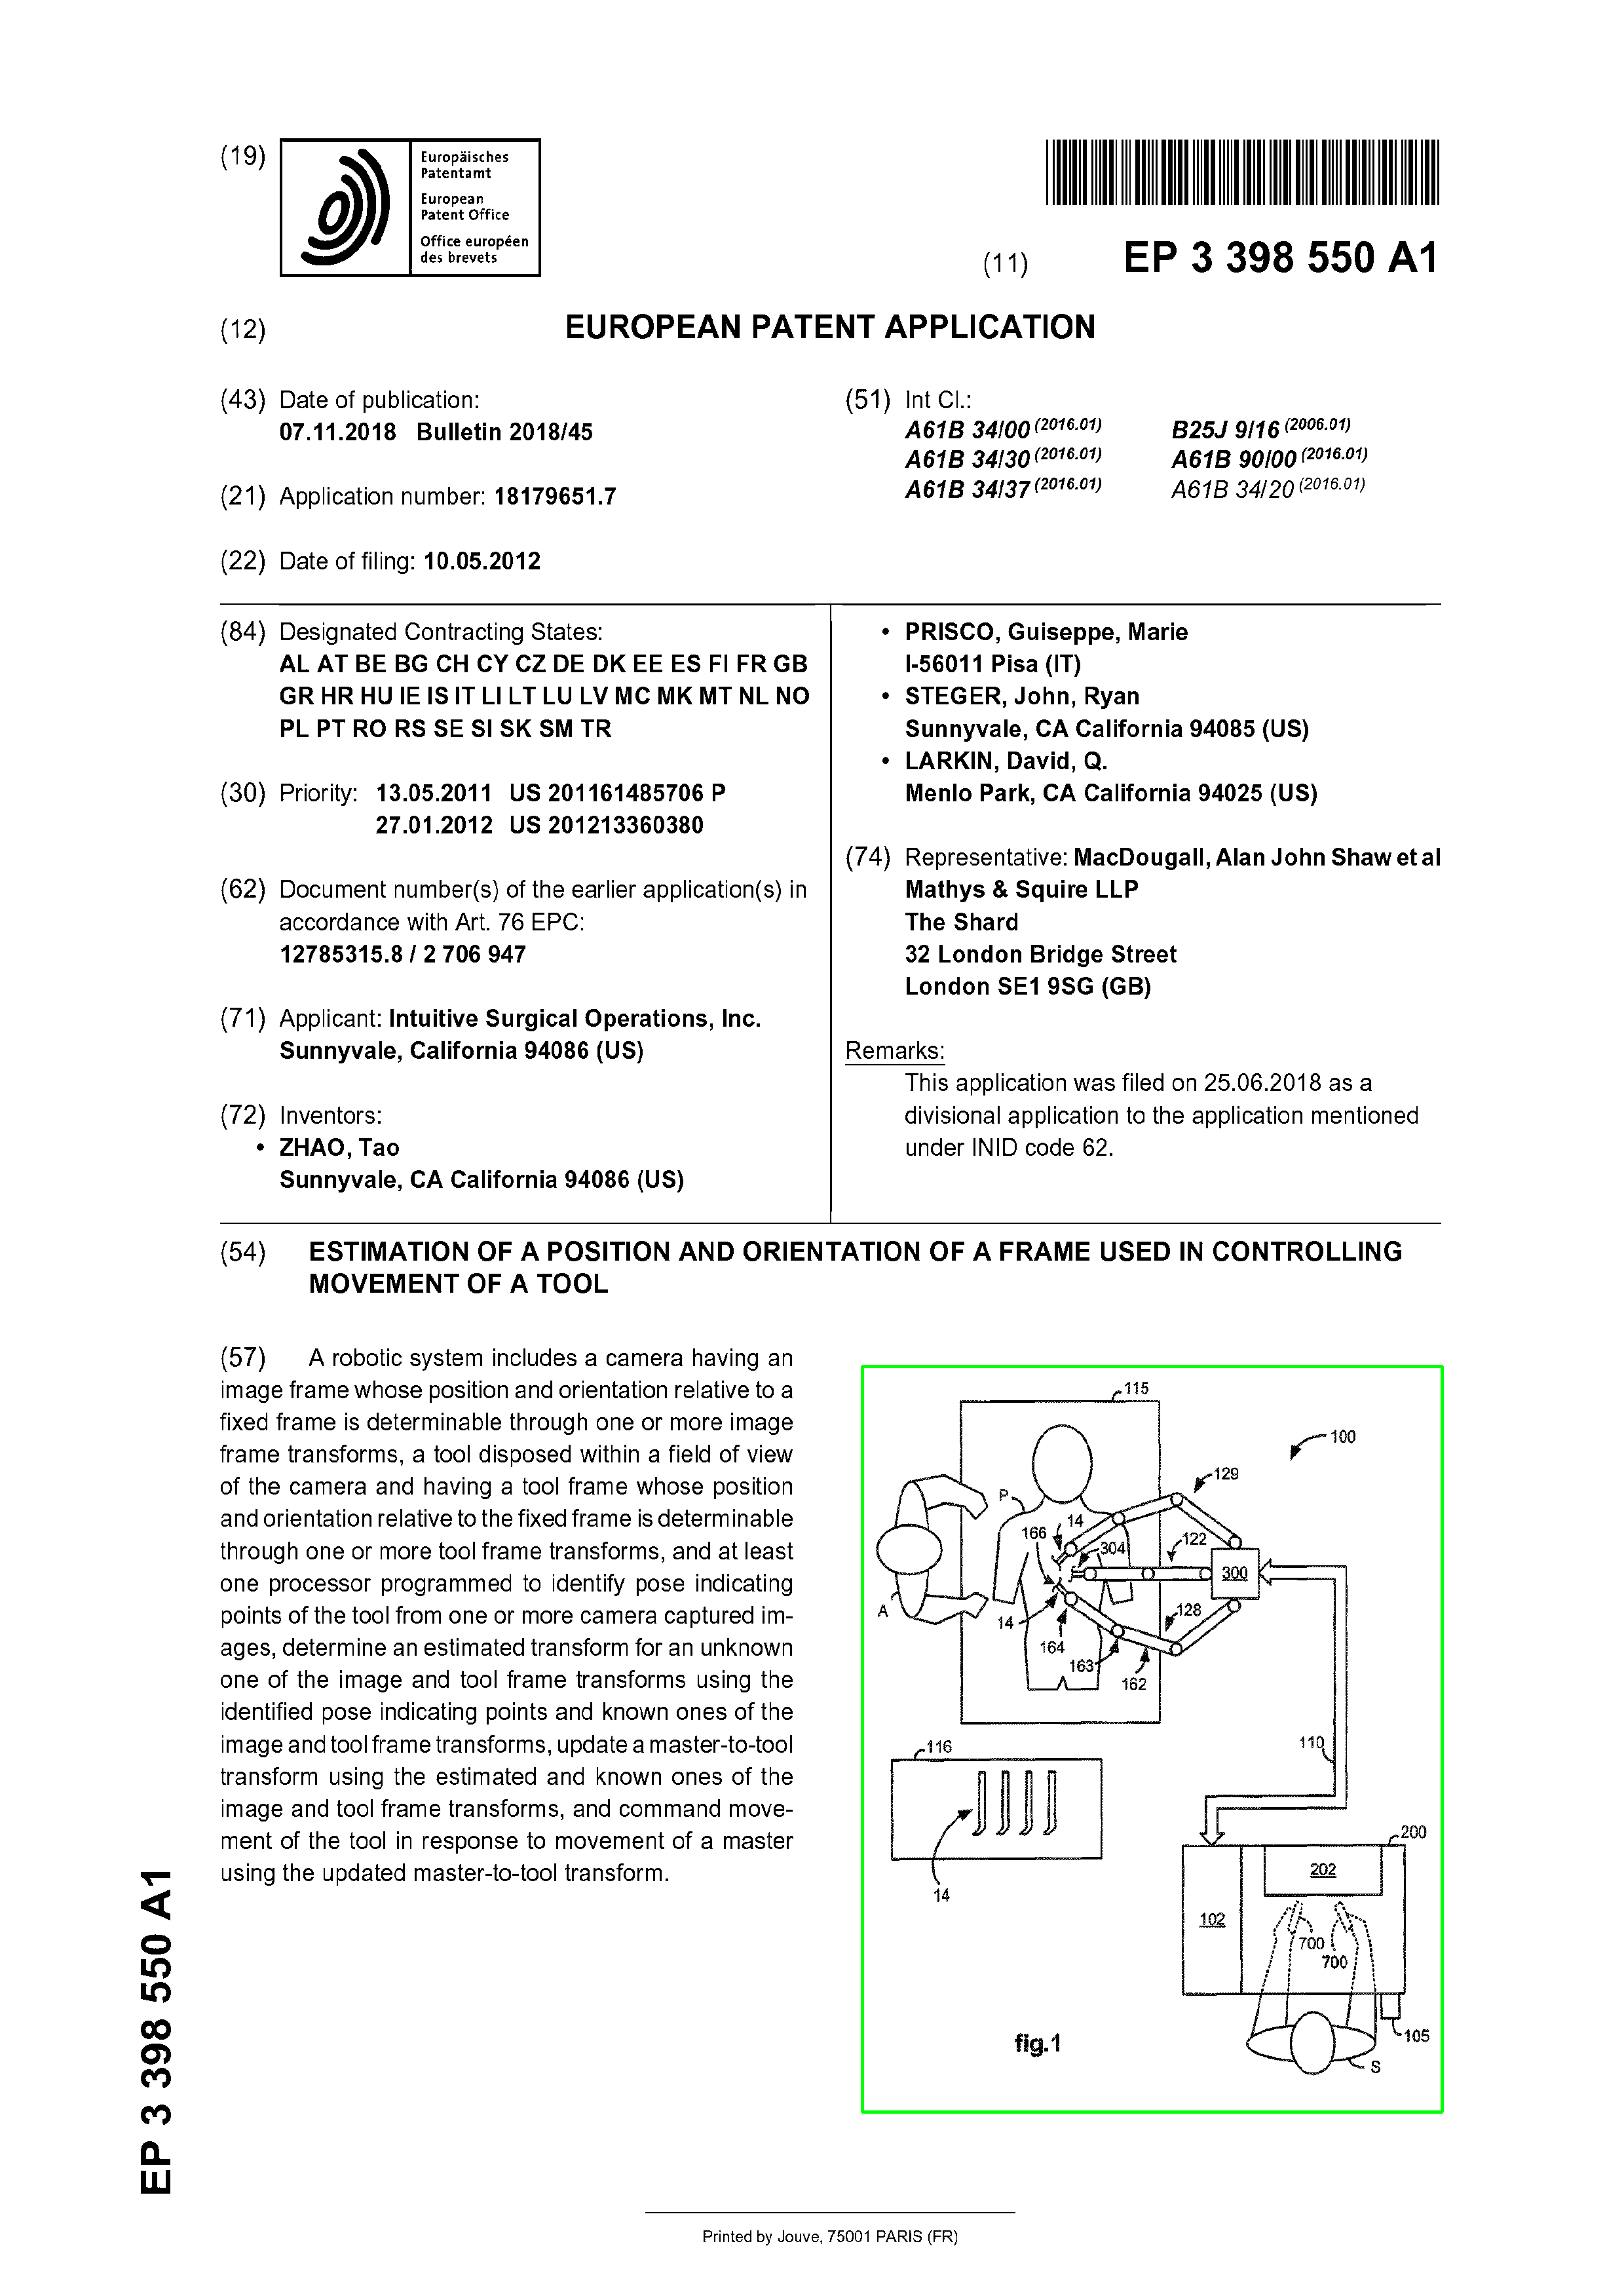 (19)
Europäisches
Patentamt
European
Patent Office
Office européen
des brevets
(11) EP 3 398 550 A1
(12) EUROPEAN PATENT APPLICATION
(43) Date of publication:
07.11.2018 Bulletin 2018/45
(21) Application number: 18179651.7
(22) Date of filing: 10.05.2012
(51) Int Cl.:
A61B 34/00 (2016.01) B25J 9/16 (2006.01)
A61B 34/30 (2016.01) A61B 90/00 (2016.01)
A61B 34/37 (2016.01) A61B 34/20 (2016.01)
(84) Designated Contracting States:
AL AT BE BG CH CY CZ DE DK EE ES FI FR GB
GR HR HU IE IS IT LI LT LU LV MC MK MT NL NO
PL PT RO RS SE SI SK SM TR
(30) Priority: 13.05.2011 US 201161485706 P
27.01.2012 US 201213360380
(62) Document number(s) of the earlier application(s) in
accordance with Art. 76 EPC:
12785315.8 / 2 706 947
(71) Applicant: Intuitive Surgical Operations, Inc.
Sunnyvale, California 94086 (US)
(72) Inventors:
• ZHAO, Tao
Sunnyvale, CA California 94086 (US)
• PRISCO, Guiseppe, Marie
I-56011 Pisa (IT)
• STEGER, John, Ryan
Sunnyvale, CA California 94085 (US)
• LARKIN, David, Q.
Menlo Park, CA California 94025 (US)
(74) Representative: MacDougall, Alan John Shaw et al
Mathys & Squire LLP
The Shard
32 London Bridge Street
London SE1 9SG (GB)
Remarks:
This application was filed on 25.06.2018 as a
divisional application to the application mentioned
under INID code 62.
(54) ESTIMATION OF A POSITION AND ORIENTATION OF A FRAME USED IN CONTROLLING
MOVEMENT OF A TOOL
(57) A robotic system includes a camera having an
image frame whose position and orientation relative to a
fixed frame is determinable through one or more image
frame transforms, a tool disposed within a field of view
of the camera and having a tool frame whose position
and orientation relative to the fixed frame is determinable
through one or more tool frame transforms, and at least
one processor programmed to identify pose indicating
points of the tool from one or more camera captured im-
ages, determine an estimated transform for an unknown
one of the image and tool frame transforms using the
identified pose indicating points and known ones of the
image and tool frame transforms, update a master-to-tool
transform using the estimated and known ones of the
image and tool frame transforms, and command move-
ment of the tool in response to movement of a master
using the updated master-to-tool transform.
115
100
129
P
14
166
304
122
300
A
14
128
164
163
162
110
116
14
200
202
102
700
700
105
S
fig.1
EP 3 398 550 A1
Printed by Jouve, 75001 PARIS (FR)